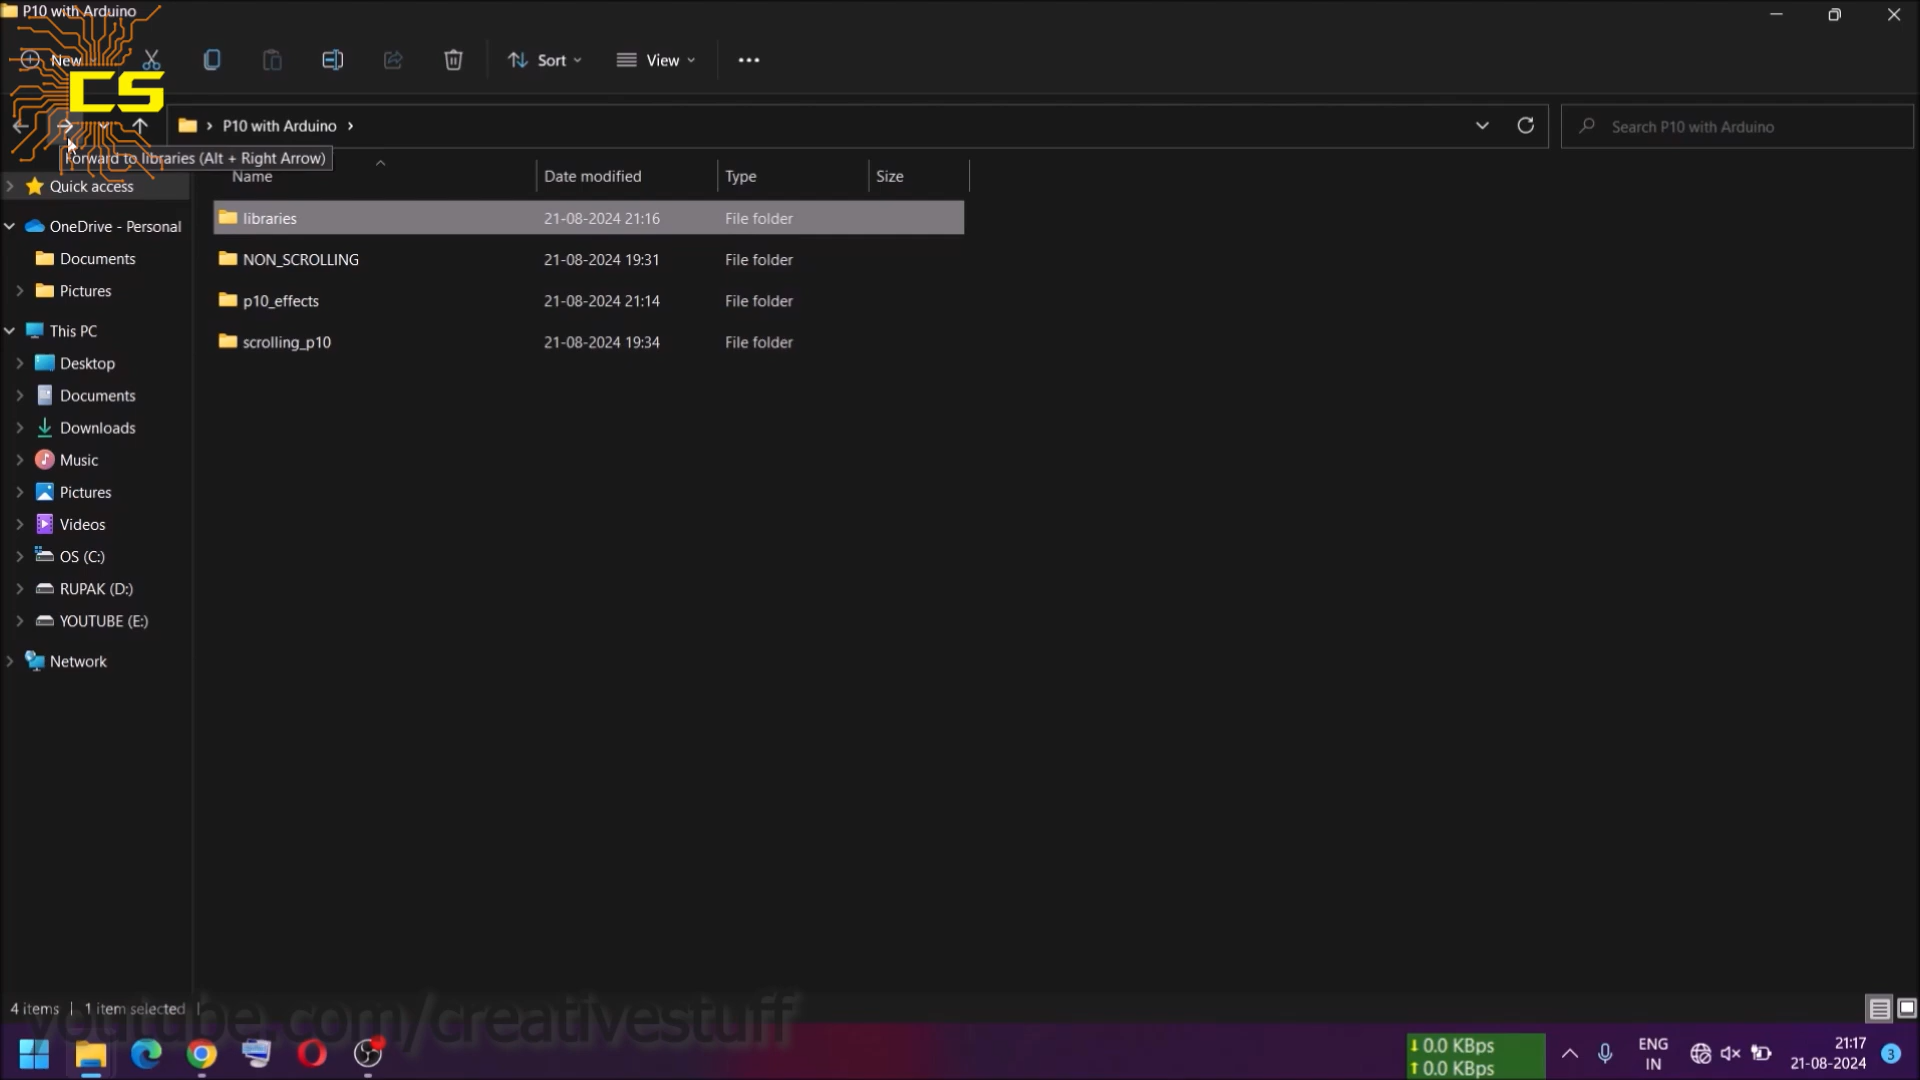 P10 with Arduino
New
Sort
View
CS
P10 with Arduino
Search P10 with Arduino
Forward to libraries (Alt + Right Arrow)
Name
Date modified
Type
Size
Quick access
OneDrive - Personal
Documents
Pictures
This PC
Desktop
Documents
Downloads
Music
Pictures
Videos
OS (C:)
RUPAK (D:)
YOUTUBE (E:)
Network
libraries 21-08-2024 21:16 File folder
NON_SCROLLING 21-08-2024 19:31 File folder
p10_effects 21-08-2024 21:14 File folder
scrolling_p10 21-08-2024 19:34 File folder
4 items 1 item selected
youtube.com/creativestuff
0.0 KBps
0.0 KBps
ENG
IN
21:17
21-08-2024
3